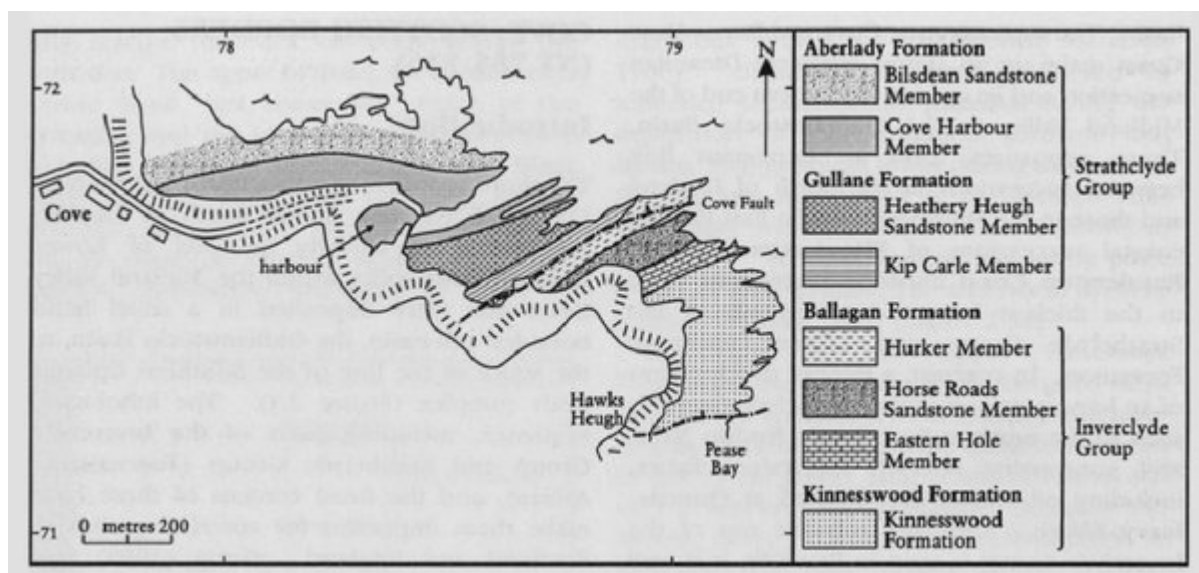 78
79
N
72
Cove
harbour
Cove Fault
Hawks
Heugh
Pease
Bay
71
0 metres 200
Aberlady Formation
Bilsdean Sandstone
Member
Cove Harbour
Member
Gullane Formation
Heathery Heugh
Sandstone Member
Kip Carle Member
Strathclyde
Group
Ballagan Formation
Hurker Member
Horse Roads
Sandstone Member
Eastern Hole
Member
Inverclyde
Group
Kinnesswood Formation
Kinnesswood
Formation